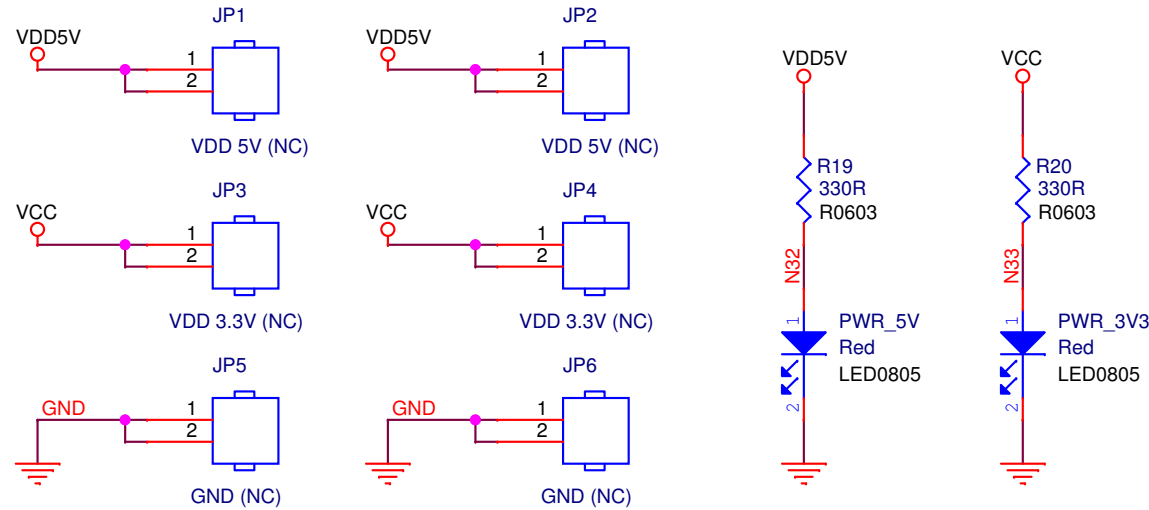 JP1
VDD5V
1
2
VDD 5V (NC)
JP2
VDD5V
1
2
VDD 5V (NC)
JP3
VCC
1
2
VDD 3.3V (NC)
JP4
VCC
1
2
VDD 3.3V (NC)
JP5
GND
1
2
GND (NC)
JP6
GND
1
2
GND (NC)
VDD5V
R19
330R
R0603
N32
1
PWR_5V
Red
LED0805
2
VCC
R20
330R
R0603
N33
1
PWR_3V3
Red
LED0805
2